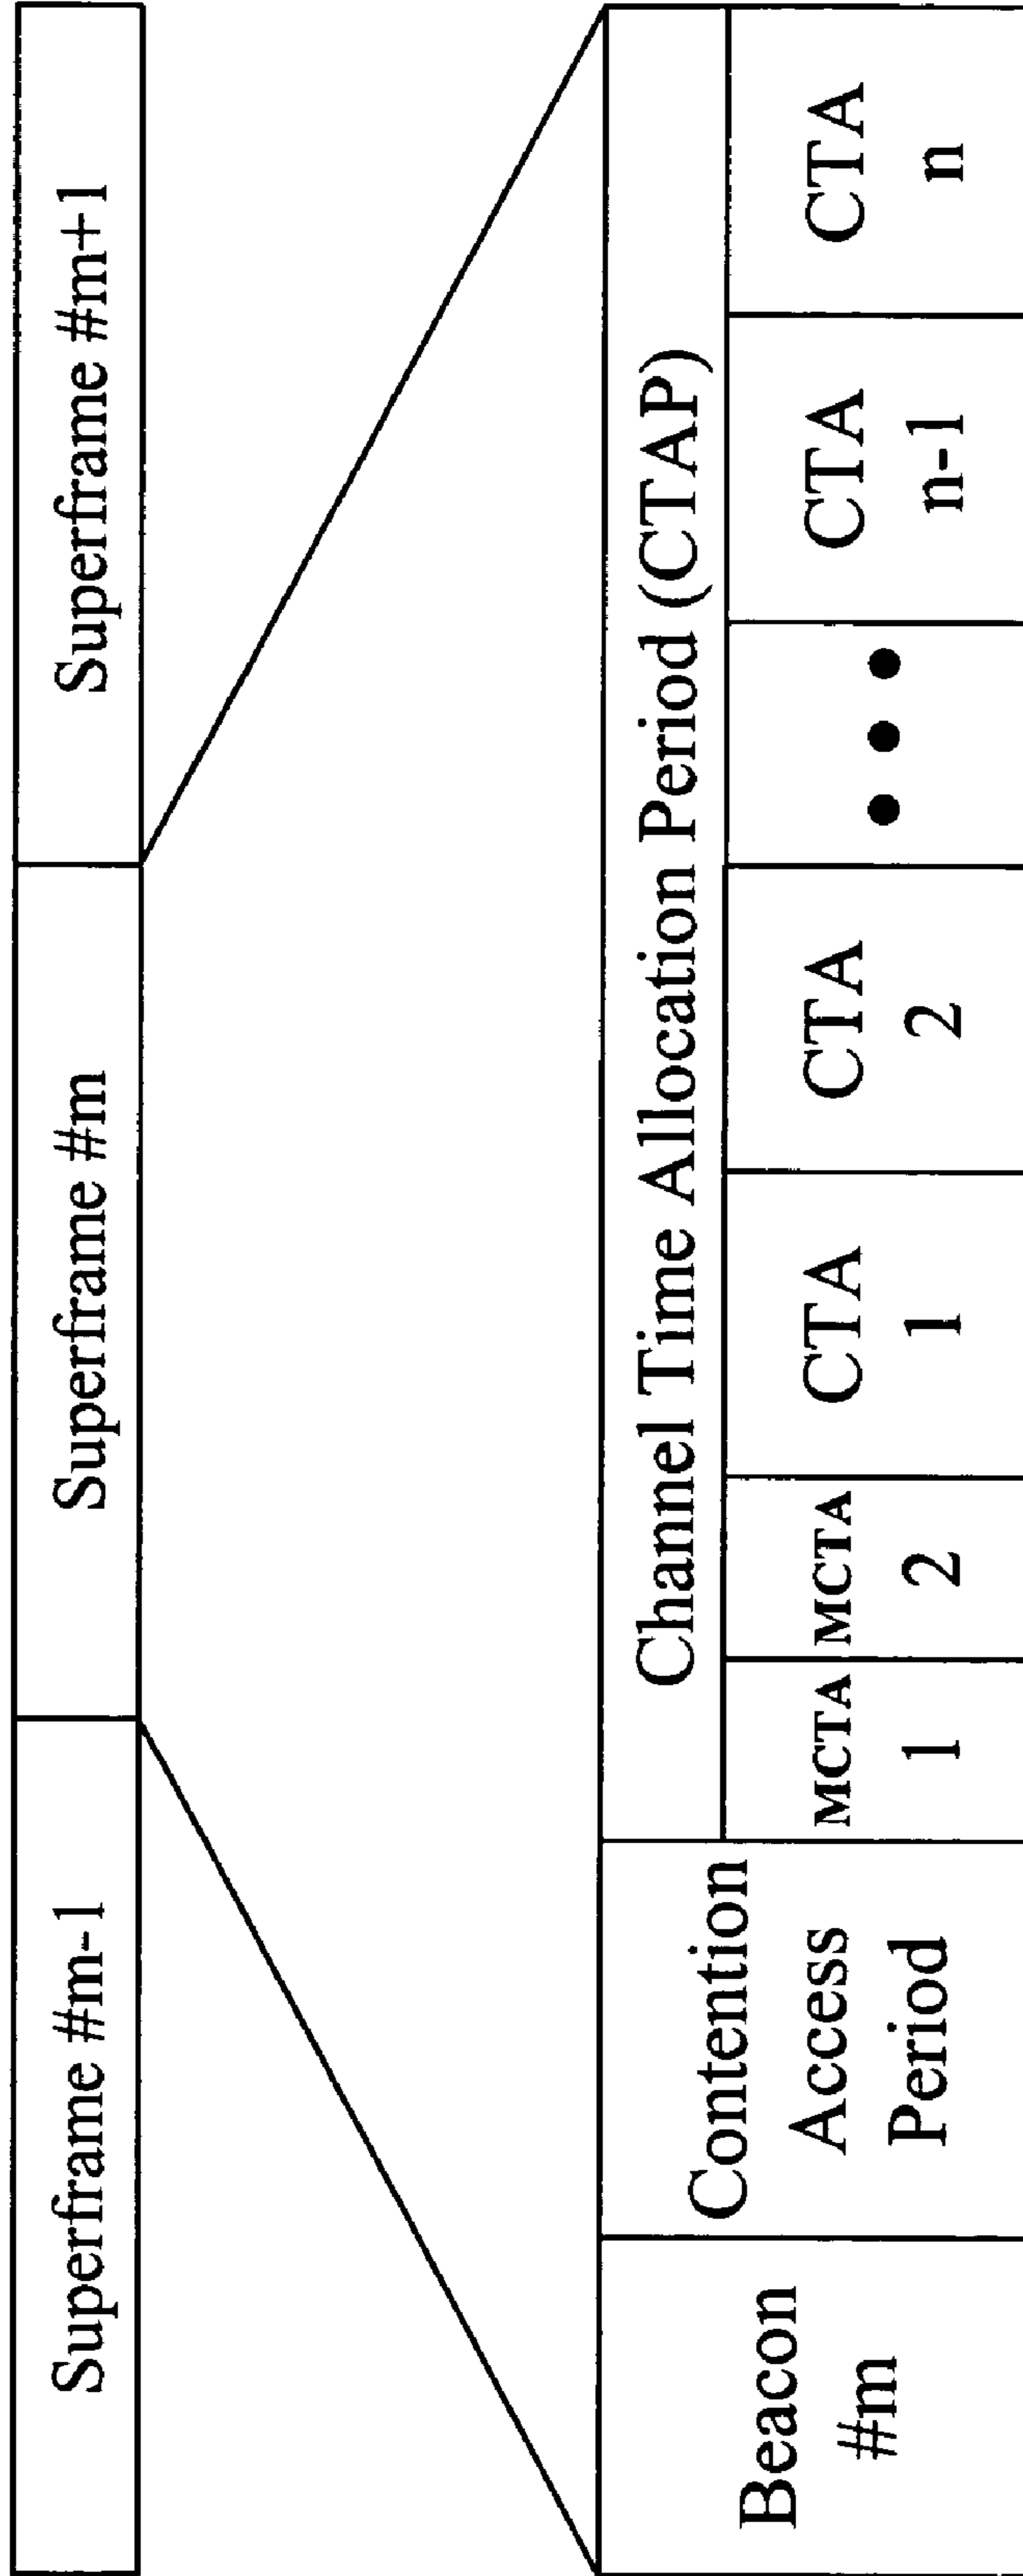 Superframe #m-1
Superframe #m
Superframe #m+1
Beacon
#m
Contention
Access
Period
Channel Time Allocation Period (CTAP)
MCTA
1
MCTA
2
CTA
1
CTA
2
•••
CTA
n-1
CTA
n